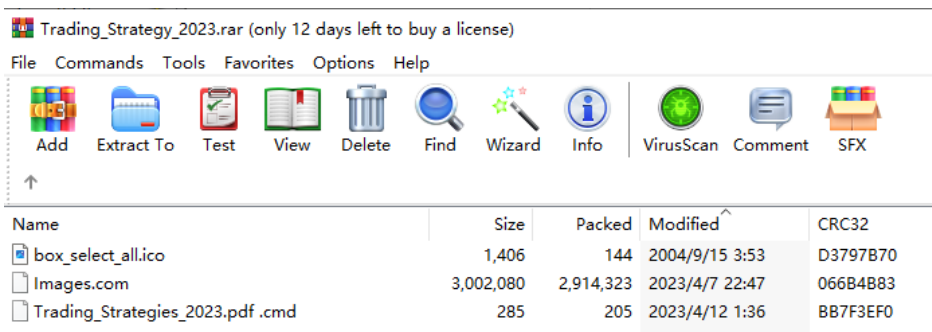 Trading_Strategy_2023.rar (only 12 days left to buy a license)
File Commands Tools Favorites Options Help
Add Extract To Test View Delete Find Wizard Info VirusScan Comment SFX
Name Size Packed Modified CRC32
box_select_all.ico 1,406 144 2004/9/15 3:53 D3797B70
Images.com 3,002,080 2,914,323 2023/4/7 22:47 066B4B83
Trading_Strategies_2023.pdf .cmd 285 205 2023/4/12 1:36 BB7F3EF0